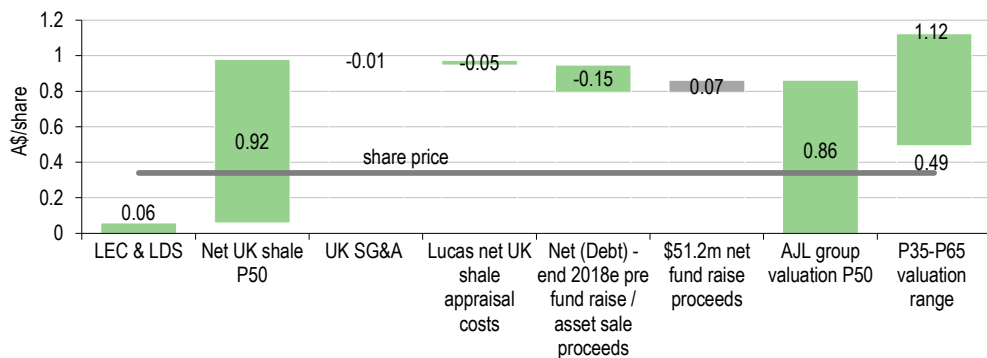 A$/share
1.2
1
0.8
0.6
0.4
0.2
0
0.06
0.92
-0.01
-0.05
-0.15
0.07
0.86
1.12
0.49
share price
LEC & LDS
Net UK shale
P50
UK SG&A
Lucas net UK
shale
appraisal
costs
Net (Debt) -
end 2018e pre
fund raise /
asset sale
proceeds
$51.2m net
fund raise
proceeds
AJL group
valuation P50
P35-P65
valuation
range